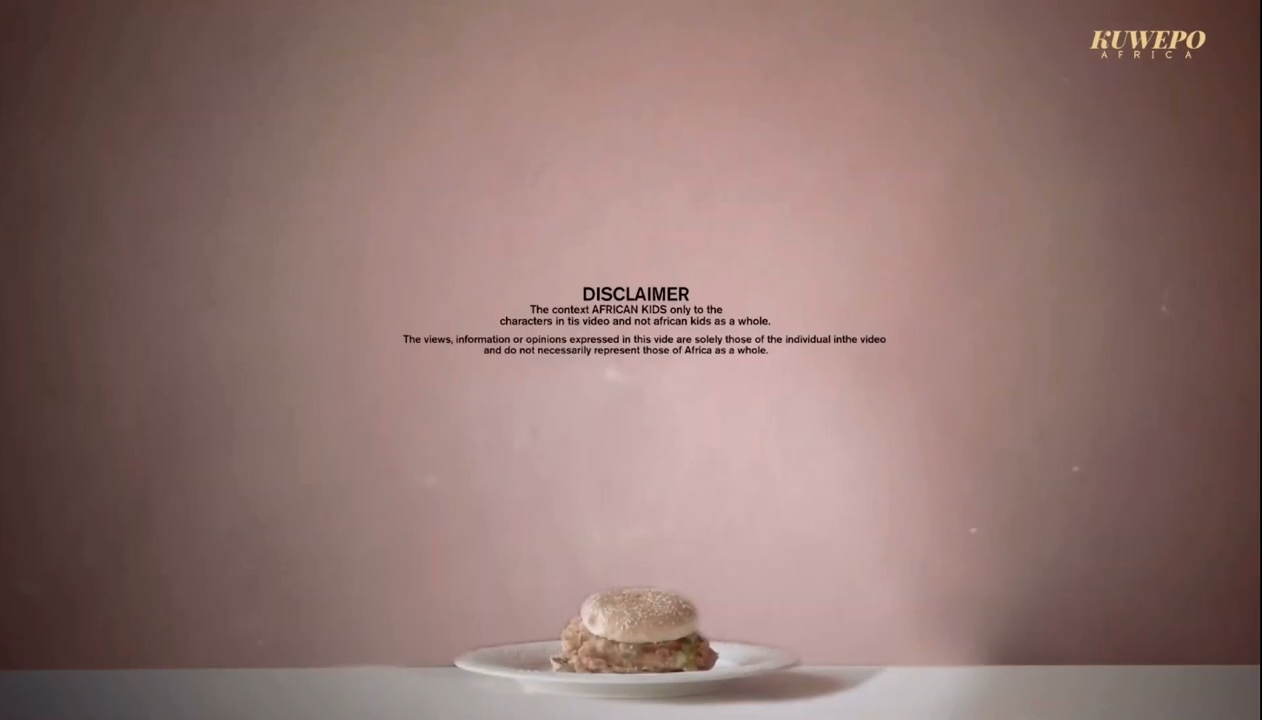 KUWEPO
AFRICA
DISCLAIMER
The context AFRICAN KIDS only to the
characters in tis video and not african kids as a whole.
The views, information or opinions expressed in this vide are solely those of the individual inthe video
and do not necessarily represent those of Africa as a whole.